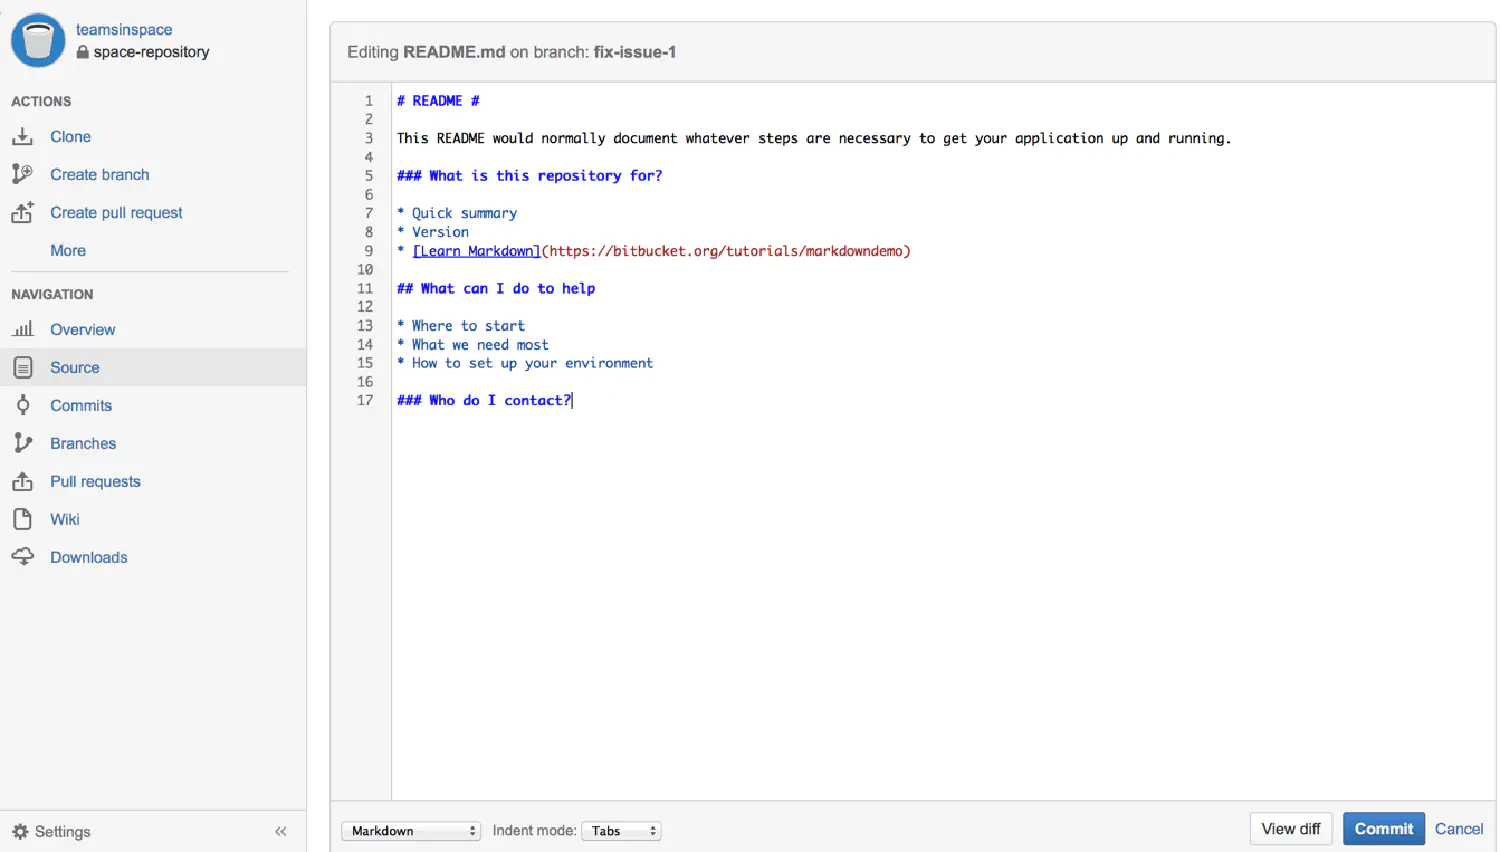 teamsinspace
space-repository
ACTIONS
Clone
Create branch
Create pull request
More
NAVIGATION
Overview
Source
Commits
Branches
Pull requests
Wiki
Downloads
Settings
Editing README.md on branch: fix-issue-1
1 # README #
2
3 This README would normally document whatever steps are necessary to get your application up and running.
4
5 ### What is this repository for?
6
7 * Quick summary
8 * Version
9 * [Learn Markdown](https://bitbucket.org/tutorials/markdowndemo)
10
11 ## What can I do to help
12
13 * Where to start
14 * What we need most
15 * How to set up your environment
16
17 ### Who do I contact?
Markdown Indent mode: Tabs View diff Commit Cancel